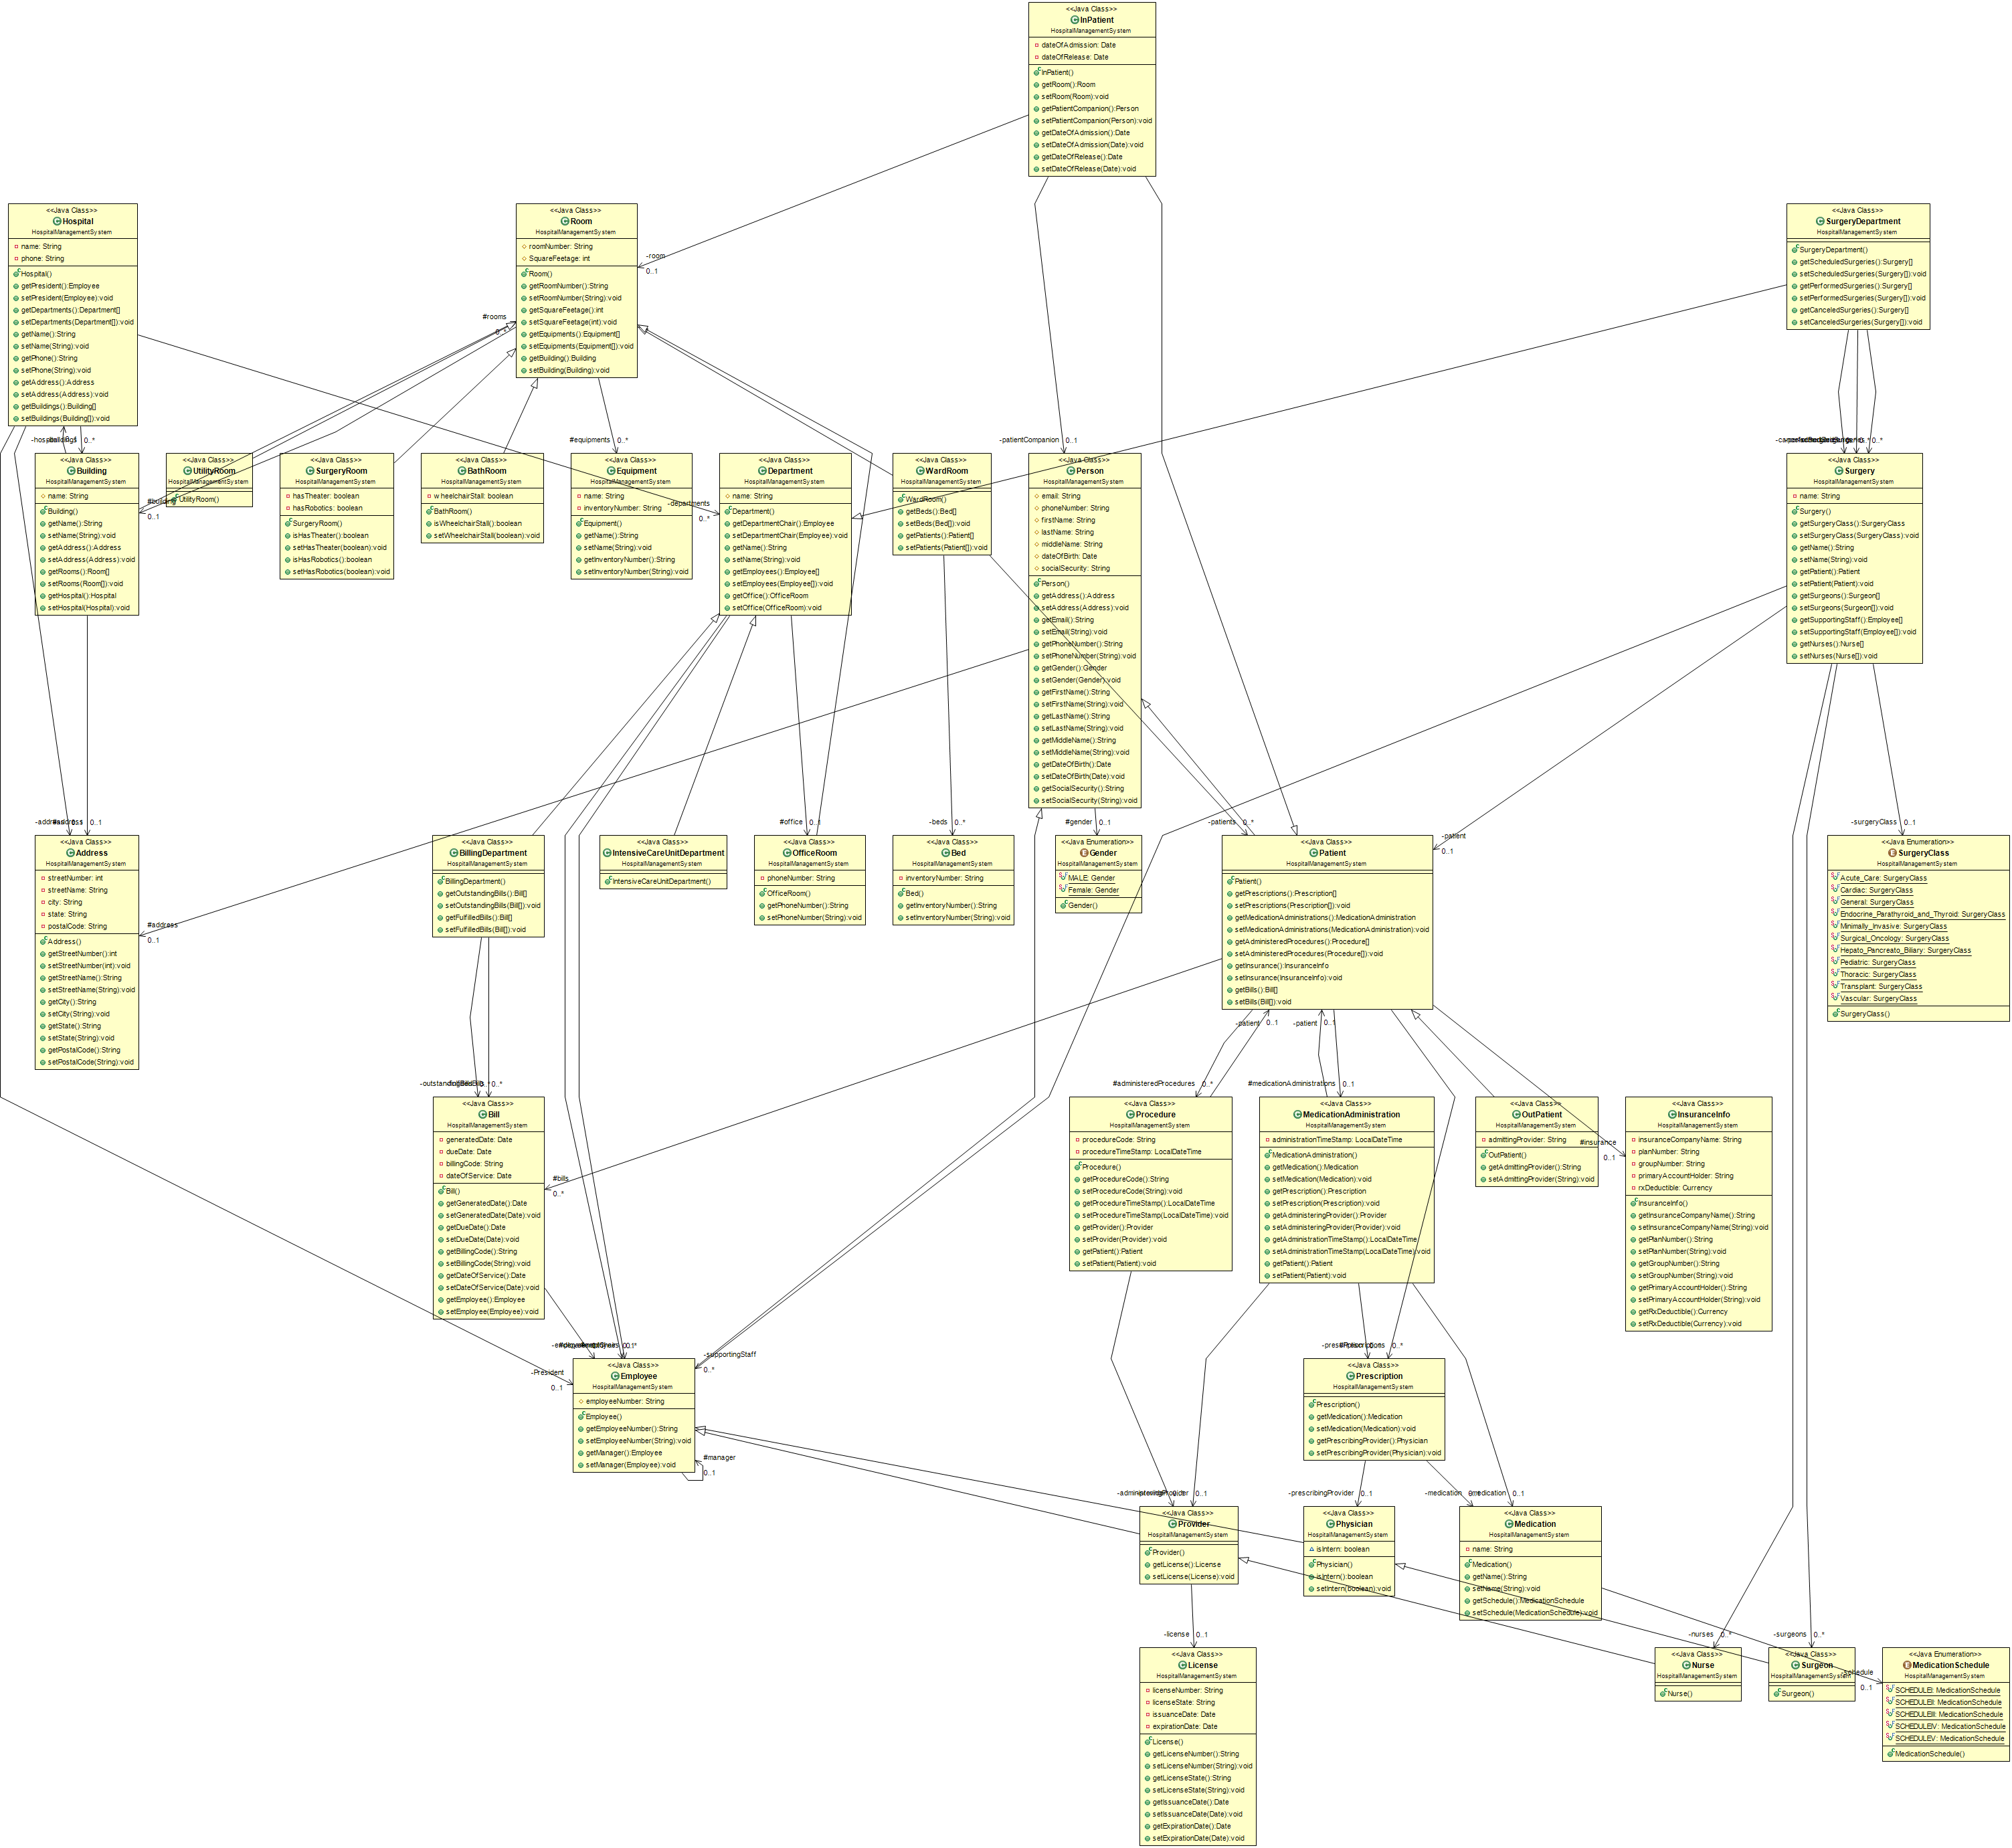 <<Java Class>>
InPatient
HospitalManagementSystem
dateOfAdmission: Date
dateOfRelease: Date
InPatient()
getRoom():Room
setRoom(Room):void
getPatientCompanion():Person
setPatientCompanion(Person):void
getDateOfAdmission():Date
setDateOfAdmission(Date):void
getDateOfRelease():Date
setDateOfRelease(Date):void
<<Java Class>>
Hospital
HospitalManagementSystem
name: String
phone: String
Hospital()
getPresident():Employee
setPresident(Employee):void
getDepartments():Department[]
setDepartments(Department[]):void
getName():String
setName(String):void
getPhone():String
setPhone(String):void
getAddress():Address
setAddress(Address):void
getBuildings():Building[]
setBuildings(Building[]):void
<<Java Class>>
Room
HospitalManagementSystem
roomNumber: String
SquareFeetage: int
Room()
getRoomNumber():String
setRoomNumber(String):void
getSquareFeetage():int
setSquareFeetage(int):void
getEquipments():Equipment[]
setEquipments(Equipment[]):void
getBuilding():Building
setBuilding(Building):void
-room
0..1
#rooms
0..*
<<Java Class>>
SurgeryDepartment
HospitalManagementSystem
SurgeryDepartment()
getScheduledSurgeries():Surgery[]
setScheduledSurgeries(Surgery[]):void
getPerformedSurgeries():Surgery[]
setPerformedSurgeries(Surgery[]):void
getCanceledSurgeries():Surgery[]
setCanceledSurgeries(Surgery[]):void
0..*
#equipments
0..*
-patientCompanion
0..1
0..*
<<Java Class>>
Building
HospitalManagementSystem
name: String
Building()
getName():String
setName(String):void
getAddress():Address
setAddress(Address):void
getRooms():Room[]
setRooms(Room[]):void
getHospital():Hospital
setHospital(Hospital):void
#building
0..1
<<Java Class>>
UtilityRoom
HospitalManagementSystem
UtilityRoom()
<<Java Class>>
SurgeryRoom
HospitalManagementSystem
hasTheater: boolean
hasRobotics: boolean
SurgeryRoom()
isHasTheater():boolean
setHasTheater(boolean):void
isHasRobotics():boolean
setHasRobotics(boolean):void
<<Java Class>>
BathRoom
HospitalManagementSystem
wheelchairStall: boolean
BathRoom()
isWheelchairStall():boolean
setWheelchairStall(boolean):void
<<Java Class>>
Equipment
HospitalManagementSystem
name: String
inventoryNumber: String
Equipment()
getName():String
setName(String):void
getInventoryNumber():String
setInventoryNumber(String):void
-departments
0..*
<<Java Class>>
Department
HospitalManagementSystem
name: String
Department()
getDepartmentChair():Employee
setDepartmentChair(Employee):void
getName():String
setName(String):void
getEmployees():Employee[]
setEmployees(Employee[]):void
getOffice():OfficeRoom
setOffice(OfficeRoom):void
<<Java Class>>
WardRoom
HospitalManagementSystem
WardRoom()
getBeds():Bed[]
setBeds(Bed[]):void
getPatients():Patient[]
setPatients(Patient[]):void
<<Java Class>>
Person
HospitalManagementSystem
email: String
phoneNumber: String
firstName: String
lastName: String
middleName: String
dateOfBirth: Date
socialSecurity: String
Person()
getAddress():Address
setAddress(Address):void
getEmail():String
setEmail(String):void
getPhoneNumber():String
setPhoneNumber(String):void
getGender():Gender
setGender(Gender):void
getFirstName():String
setFirstName(String):void
getLastName():String
setLastName(String):void
getMiddleName():String
setMiddleName(String):void
getDateOfBirth():Date
setDateOfBirth(Date):void
getSocialSecurity():String
setSocialSecurity(String):void
<<Java Class>>
Surgery
HospitalManagementSystem
name: String
Surgery()
getSurgeryClass():SurgeryClass
setSurgeryClass(SurgeryClass):void
getName():String
setName(String):void
getPatient():Patient
setPatient(Patient):void
getSurgeons():Surgeon[]
setSurgeons(Surgeon[]):void
getSupportingStaff():Employee[]
setSupportingStaff(Employee[]):void
getNurses():Nurse[]
setNurses(Nurse[]):void
0..1
#office
0..1
-beds
0..*
#gender
0..1
-patients
0..*
-patient
0..1
-surgeryClass
0..1
<<Java Class>>
Address
HospitalManagementSystem
streetNumber: int
streetName: String
city: String
state: String
postalCode: String
Address()
getStreetNumber():int
setStreetNumber(int):void
getStreetName():String
setStreetName(String):void
getCity():String
setCity(String):void
getState():String
setState(String):void
getPostalCode():String
setPostalCode(String):void
#address
0..1
<<Java Class>>
BillingDepartment
HospitalManagementSystem
BillingDepartment()
getOutstandingBills():Bill[]
setOutstandingBills(Bill[]):void
getFulfilledBills():Bill[]
setFulfilledBills(Bill[]):void
<<Java Class>>
IntensiveCareUnitDepartment
HospitalManagementSystem
IntensiveCareUnitDepartment()
<<Java Class>>
OfficeRoom
HospitalManagementSystem
phoneNumber: String
OfficeRoom()
getPhoneNumber():String
setPhoneNumber(String):void
<<Java Class>>
Bed
HospitalManagementSystem
inventoryNumber: String
Bed()
getInventoryNumber():String
setInventoryNumber(String):void
<<Java Enumeration>>
Gender
HospitalManagementSystem
MALE: Gender
Female: Gender
Gender()
<<Java Class>>
Patient
HospitalManagementSystem
Patient()
getPrescriptions():Prescription[]
setPrescriptions(Prescription[]):void
getMedicationAdministrations():MedicationAdministration
setMedicationAdministrations(MedicationAdministration):void
getAdministeredProcedures():Procedure[]
setAdministeredProcedures(Procedure[]):void
getInsurance():InsuranceInfo
setInsurance(InsuranceInfo):void
getBills():Bill[]
setBills(Bill[]):void
<<Java Enumeration>>
SurgeryClass
HospitalManagementSystem
Acute_Care: SurgeryClass
Cardiac: SurgeryClass
General: SurgeryClass
Endocrine_Parathyroid_and_Thyroid: SurgeryClass
Minimally_Invasive: SurgeryClass
Surgical_Oncology: SurgeryClass
Hepato_Pancreato_Biliary: SurgeryClass
Pediatric: SurgeryClass
Thoracic: SurgeryClass
Transplant: SurgeryClass
Vascular: SurgeryClass
SurgeryClass()
-patient
0..1
-patient
0..1
#administeredProcedures
0..*
#medicationAdministrations
0..1
0..*
<<Java Class>>
Bill
HospitalManagementSystem
generatedDate: Date
dueDate: Date
billingCode: String
dateOfService: Date
Bill()
getGeneratedDate():Date
setGeneratedDate(Date):void
getDueDate():Date
setDueDate(Date):void
getBillingCode():String
setBillingCode(String):void
getDateOfService():Date
setDateOfService(Date):void
getEmployee():Employee
setEmployee(Employee):void
#bills
0..*
<<Java Class>>
Procedure
HospitalManagementSystem
procedureCode: String
procedureTimeStamp: LocalDateTime
Procedure()
getProcedureCode():String
setProcedureCode(String):void
getProcedureTimeStamp():LocalDateTime
setProcedureTimeStamp(LocalDateTime):void
getProvider():Provider
setProvider(Provider):void
getPatient():Patient
setPatient(Patient):void
<<Java Class>>
MedicationAdministration
HospitalManagementSystem
administrationTimeStamp: LocalDateTime
MedicationAdministration()
getMedication():Medication
setMedication(Medication):void
getPrescription():Prescription
setPrescription(Prescription):void
getAdministeringProvider():Provider
setAdministeringProvider(Provider):void
getAdministrationTimeStamp():LocalDateTime
setAdministrationTimeStamp(LocalDateTime):void
getPatient():Patient
setPatient(Patient):void
<<Java Class>>
OutPatient
HospitalManagementSystem
admittingProvider: String
OutPatient()
getAdmittingProvider():String
setAdmittingProvider(String):void
#insurance
0..1
<<Java Class>>
InsuranceInfo
HospitalManagementSystem
insuranceCompanyName: String
planNumber: String
groupNumber: String
primaryAccountHolder: String
rxDeductible: Currency
InsuranceInfo()
getInsuranceCompanyName():String
setInsuranceCompanyName(String):void
getPlanNumber():String
setPlanNumber(String):void
getGroupNumber():String
setGroupNumber(String):void
getPrimaryAccountHolder():String
setPrimaryAccountHolder(String):void
getRxDeductible():Currency
setRxDeductible(Currency):void
-President
0..1
-supportingStaff
0..*
<<Java Class>>
Employee
HospitalManagementSystem
employeeNumber: String
Employee()
getEmployeeNumber():String
setEmployeeNumber(String):void
getManager():Employee
setManager(Employee):void
#manager
0..1
0..*
<<Java Class>>
Prescription
HospitalManagementSystem
Prescription()
getMedication():Medication
setMedication(Medication):void
getPrescribingProvider():Physician
setPrescribingProvider(Physician):void
-prescribingProvider
0..1
-medication
-medication
0..1
<<Java Class>>
Provider
HospitalManagementSystem
Provider()
getLicense():License
setLicense(License):void
<<Java Class>>
Physician
HospitalManagementSystem
isIntern: boolean
Physician()
isIntern():boolean
setIntern(boolean):void
<<Java Class>>
Medication
HospitalManagementSystem
name: String
Medication()
getName():String
setName(String):void
getSchedule():MedicationSchedule
setSchedule(MedicationSchedule):void
-license
0..1
-nurses
0..*
-surgeons
0..*
<<Java Class>>
License
HospitalManagementSystem
licenseNumber: String
licenseState: String
issuanceDate: Date
expirationDate: Date
License()
getLicenseNumber():String
setLicenseNumber(String):void
getLicenseState():String
setLicenseState(String):void
getIssuanceDate():Date
setIssuanceDate(Date):void
getExpirationDate():Date
setExpirationDate(Date):void
<<Java Class>>
Nurse
HospitalManagementSystem
Nurse()
<<Java Class>>
Surgeon
HospitalManagementSystem
Surgeon()
-schedule
0..1
<<Java Enumeration>>
MedicationSchedule
HospitalManagementSystem
SCHEDULEI: MedicationSchedule
SCHEDULEII: MedicationSchedule
SCHEDULEIII: MedicationSchedule
SCHEDULEIV: MedicationSchedule
SCHEDULEV: MedicationSchedule
MedicationSchedule()